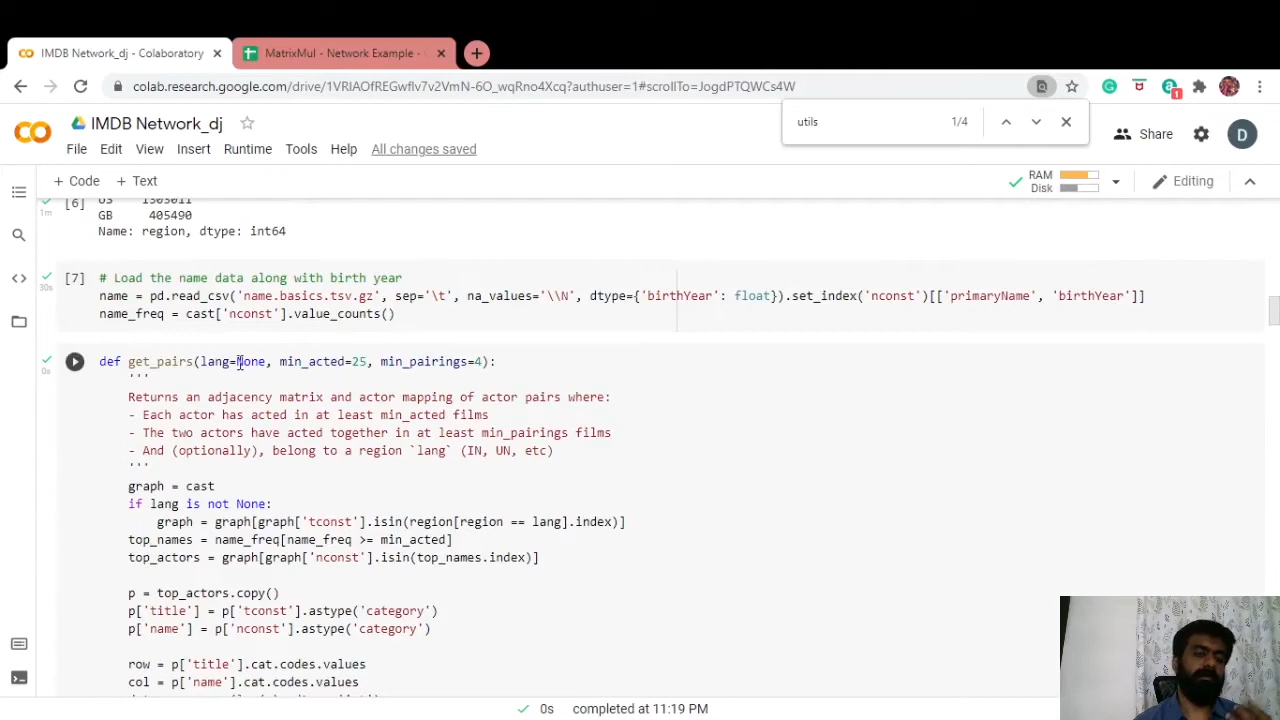 IMDB Network_dj - Colaboratory
MatrixMul - Network Example -
colab.research.google.com/drive/1VRlAOfREGwflv7v2VmN-6O_wqRno4Xcq?authuser=1#scrollTo=JogdPTQWCs4W
1
utils 1/4
IMDB Network_dj
Share
D
File Edit View Insert Runtime Tools Help All changes saved
+ Code + Text
RAM
Disk
Editing
[6]
1m
US 1303011
GB 405490
Name: region, dtype: int64
[7]
30s
# Load the name data along with birth year
name = pd.read_csv('name.basics.tsv.gz', sep='\t', na_values='\\N', dtype={'birthYear': float}).set_index('nconst')[['primaryName', 'birthYear']]
name_freq = cast['nconst'].value_counts()
0s
def get_pairs(lang=None, min_acted=25, min_pairings=4):
'''
Returns an adjacency matrix and actor mapping of actor pairs where:
- Each actor has acted in at least min_acted films
- The two actors have acted together in at least min_pairings films
- And (optionally), belong to a region `lang` (IN, UN, etc)
'''
graph = cast
if lang is not None:
graph = graph[graph['tconst'].isin(region[region == lang].index)]
top_names = name_freq[name_freq >= min_acted]
top_actors = graph[graph['nconst'].isin(top_names.index)]
p = top_actors.copy()
p['title'] = p['tconst'].astype('category')
p['name'] = p['nconst'].astype('category')
row = p['title'].cat.codes.values
col = p['name'].cat.codes.values
0s completed at 11:19 PM